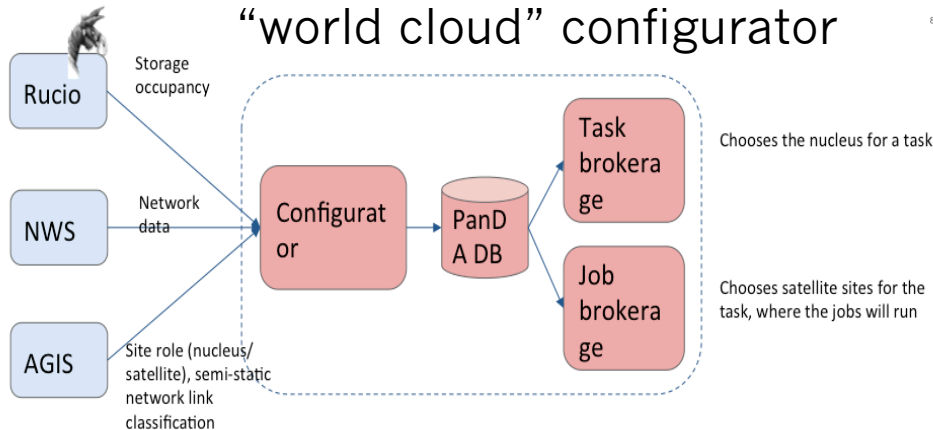 “world cloud” configurator
Rucio
Storage
occupancy
NWS
Network
data
AGIS
Site role (nucleus/
satellite), semi-static
network link
classification
Configurat
or
PanD
A DB
Task
brokera
ge
Chooses the nucleus for a task
Job
brokera
ge
Chooses satellite sites for the
task, where the jobs will run